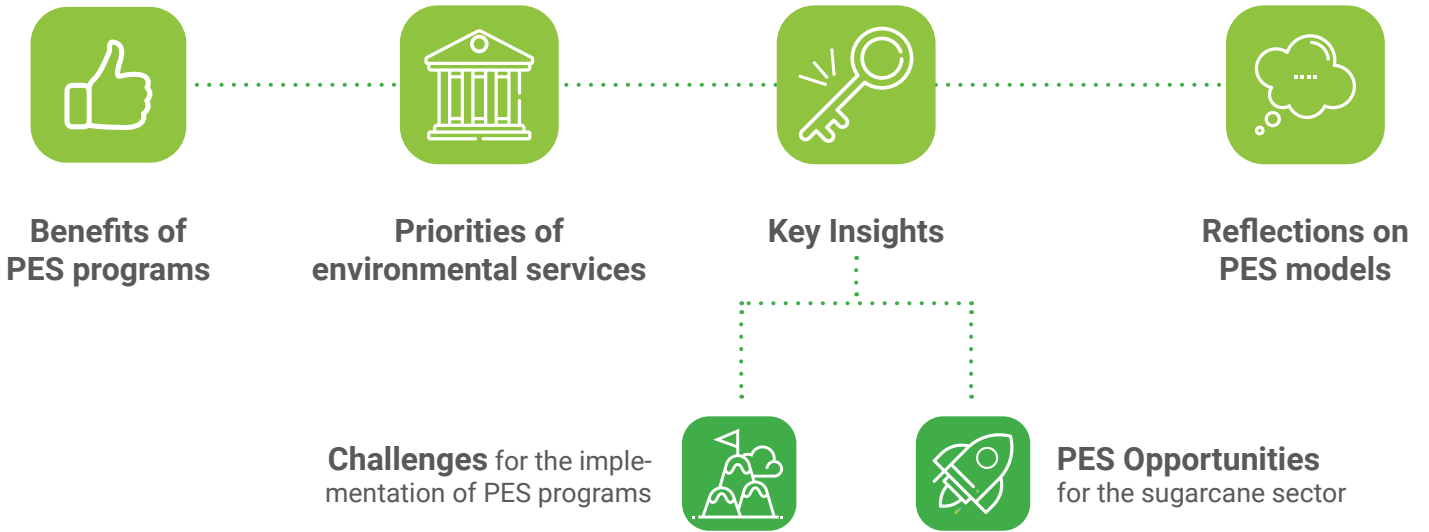 Benefits of
PES programs
Priorities of
environmental services
Key Insights
Reflections on
PES models
Challenges for the imple-
mentation of PES programs
PES Opportunities
for the sugarcane sector